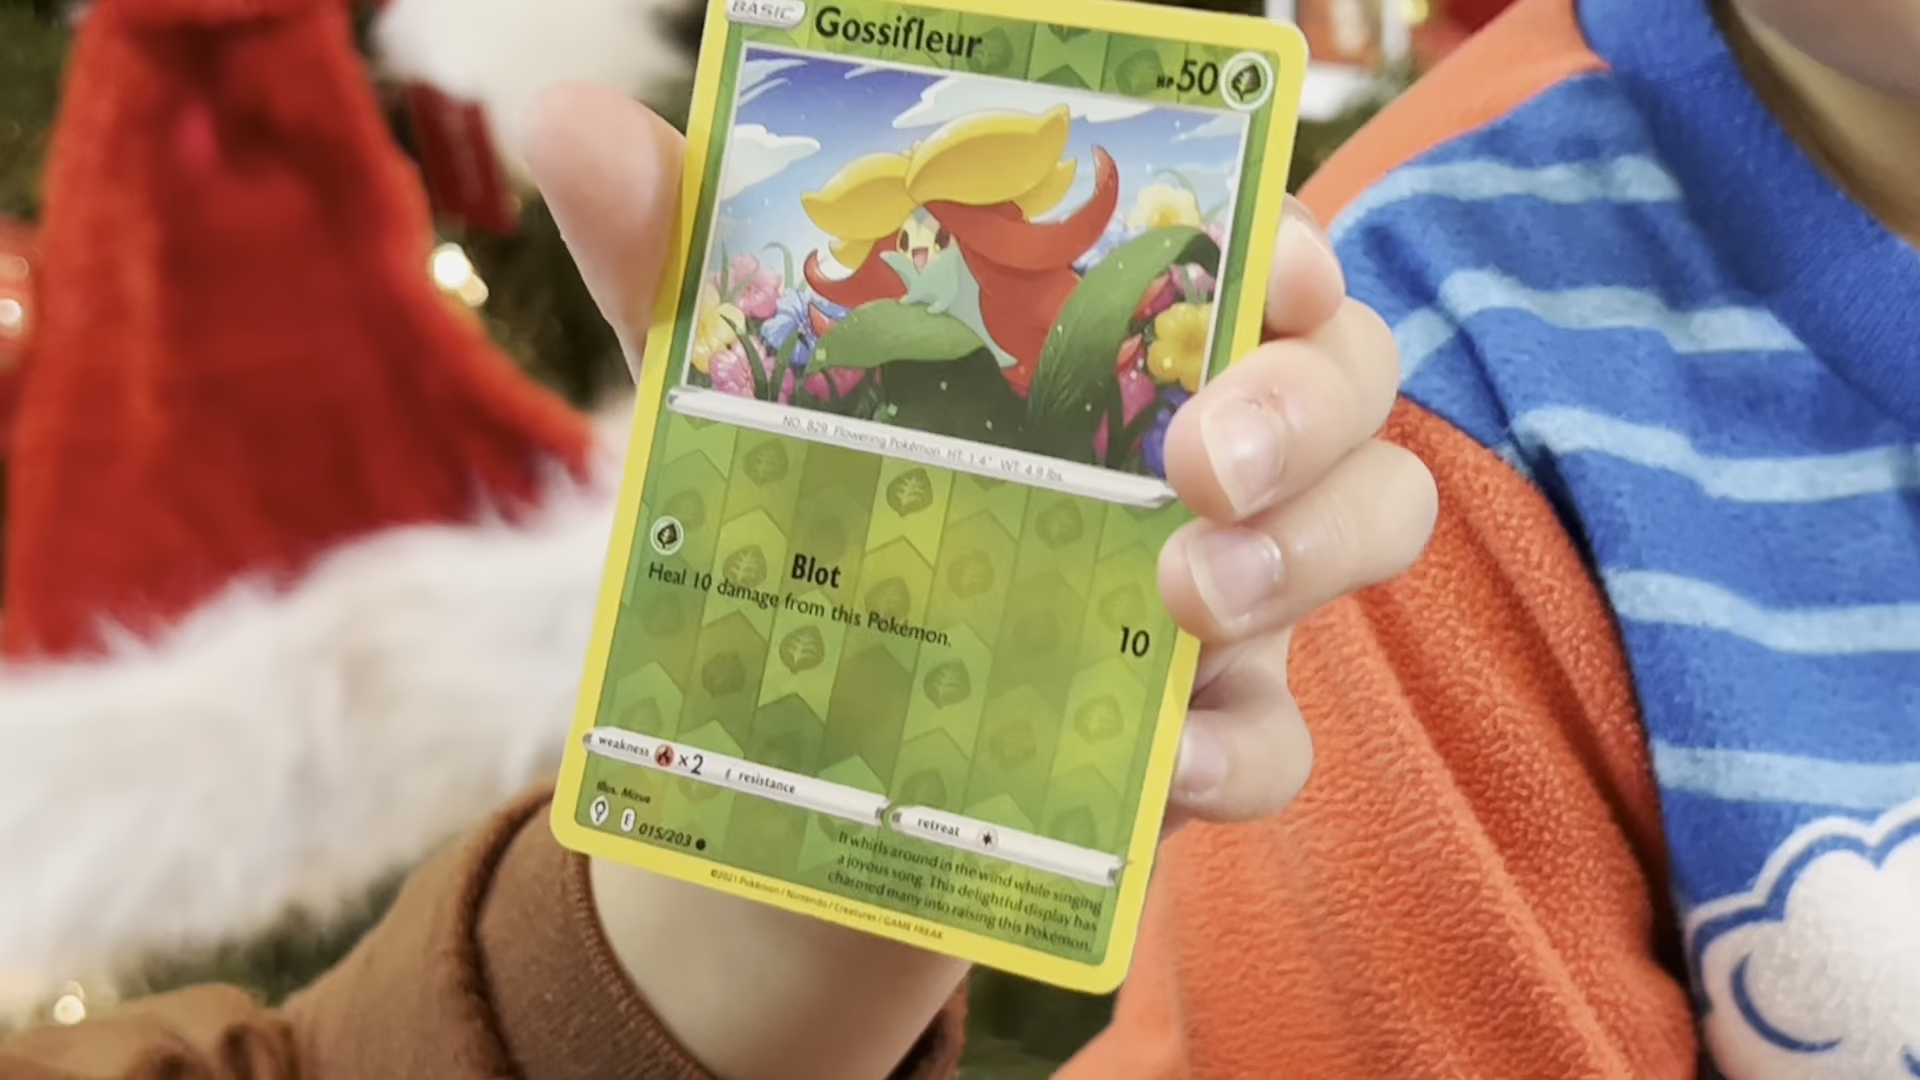 BASIC
Gossifleur
HP 50
NO. 829 Flowering Pokémon HT 1'4" WT 4.9 lbs.
Blot
Heal 10 damage from this Pokémon.
10
weakness ×2 resistance
retreat
Illus. Mizue
E 015/203
It whirls around in the wind while singing
a joyous song. This delightful display has
charmed many into raising this Pokémon.
©2021 Pokémon / Nintendo / Creatures / GAME FREAK